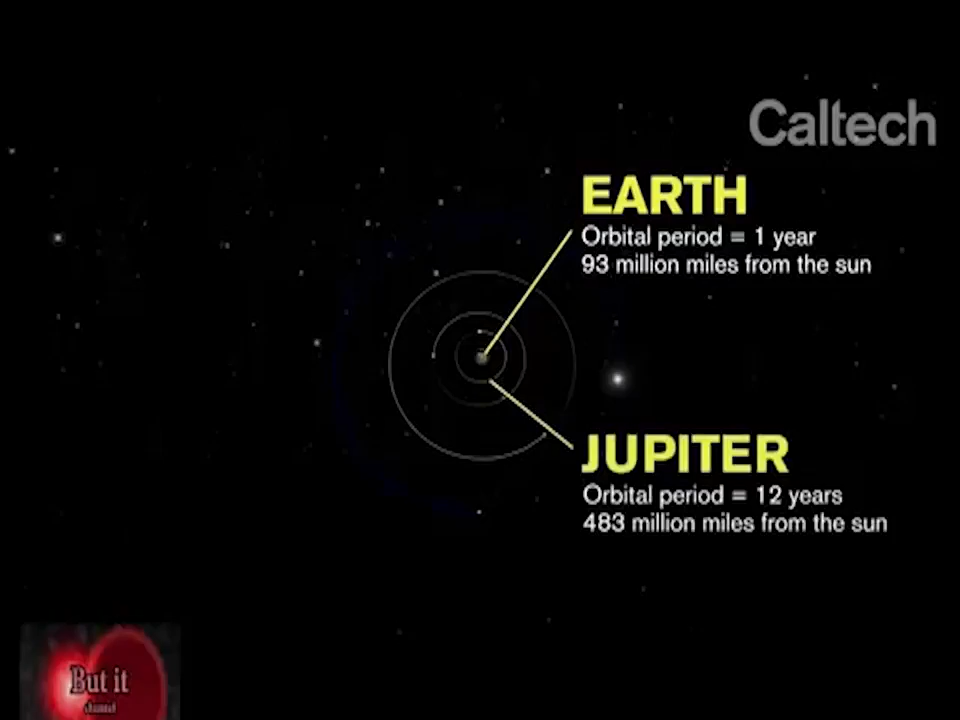 Caltech
EARTH
Orbital period = 1 year
93 million miles from the sun
JUPITER
Orbital period = 12 years
483 million miles from the sun
But it